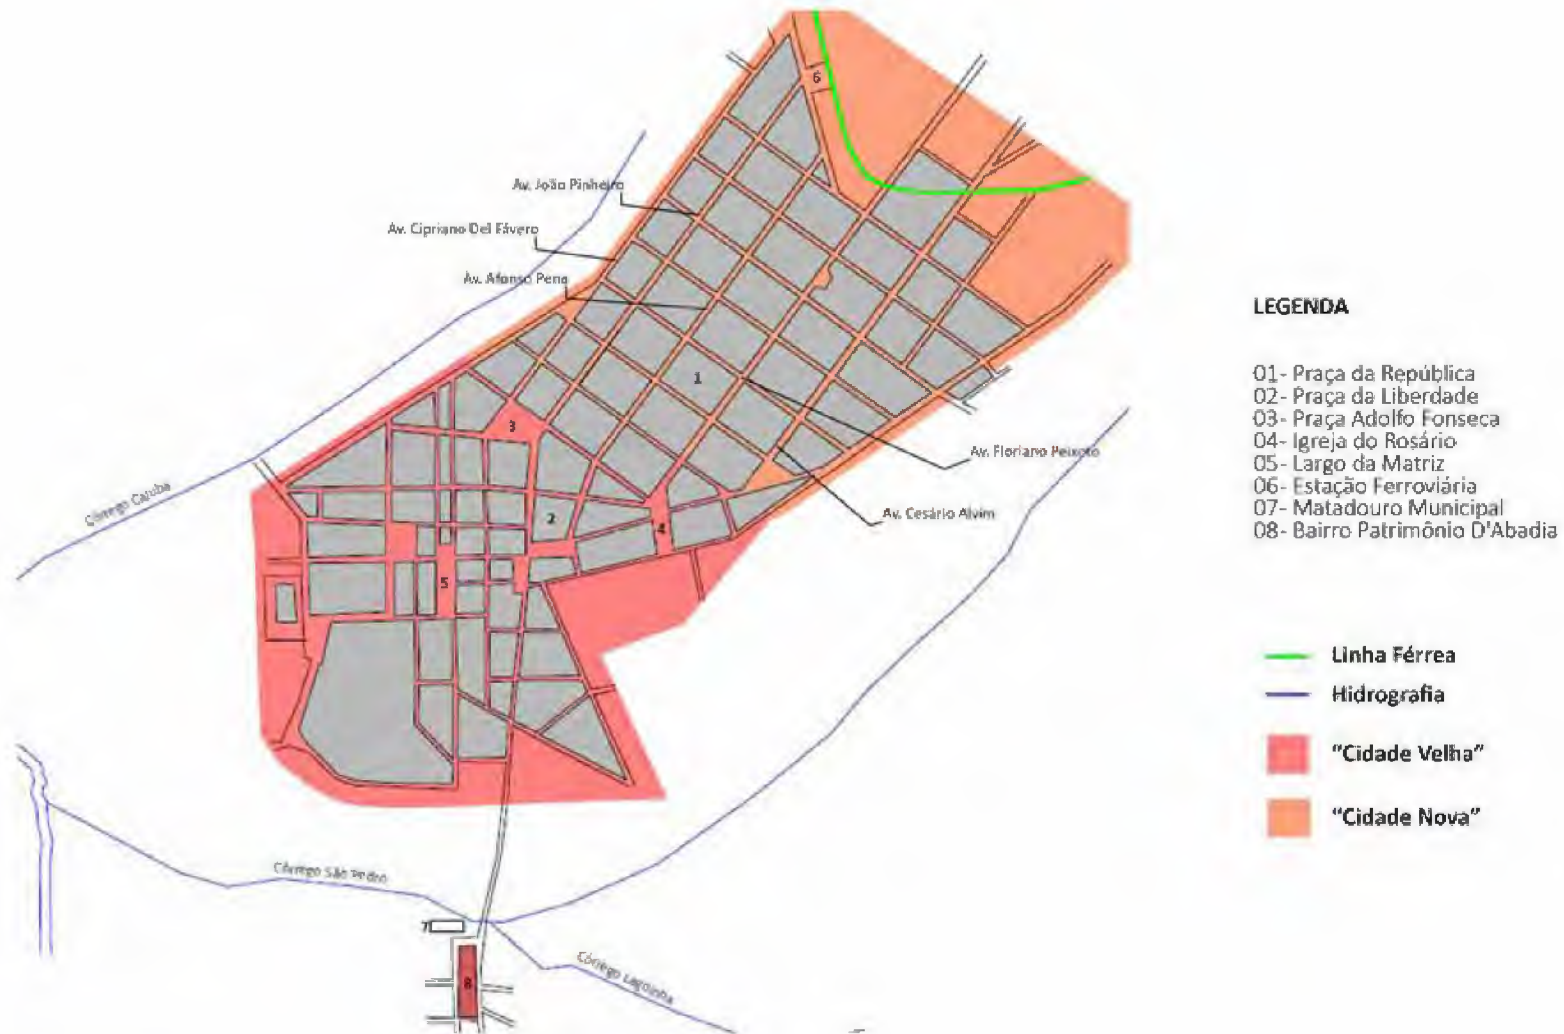 6
Av. João Pinheiro
Av. Cipriano Del Fávero
Av. Afonso Pena
1
3
Av. Floriano Peixoto
Córrego Cajubá
2
4
Av. Cesário Alvim
5
Córrego São Pedro
7
8
Córrego Lagoinha
LEGENDA
01- Praça da República
02- Praça da Liberdade
03- Praça Adolfo Fonseca
04- Igreja do Rosário
05- Largo da Matriz
06- Estação Ferroviária
07- Matadouro Municipal
08- Bairro Patrimônio D'Abadia
Linha Férrea
Hidrografia
"Cidade Velha"
"Cidade Nova"